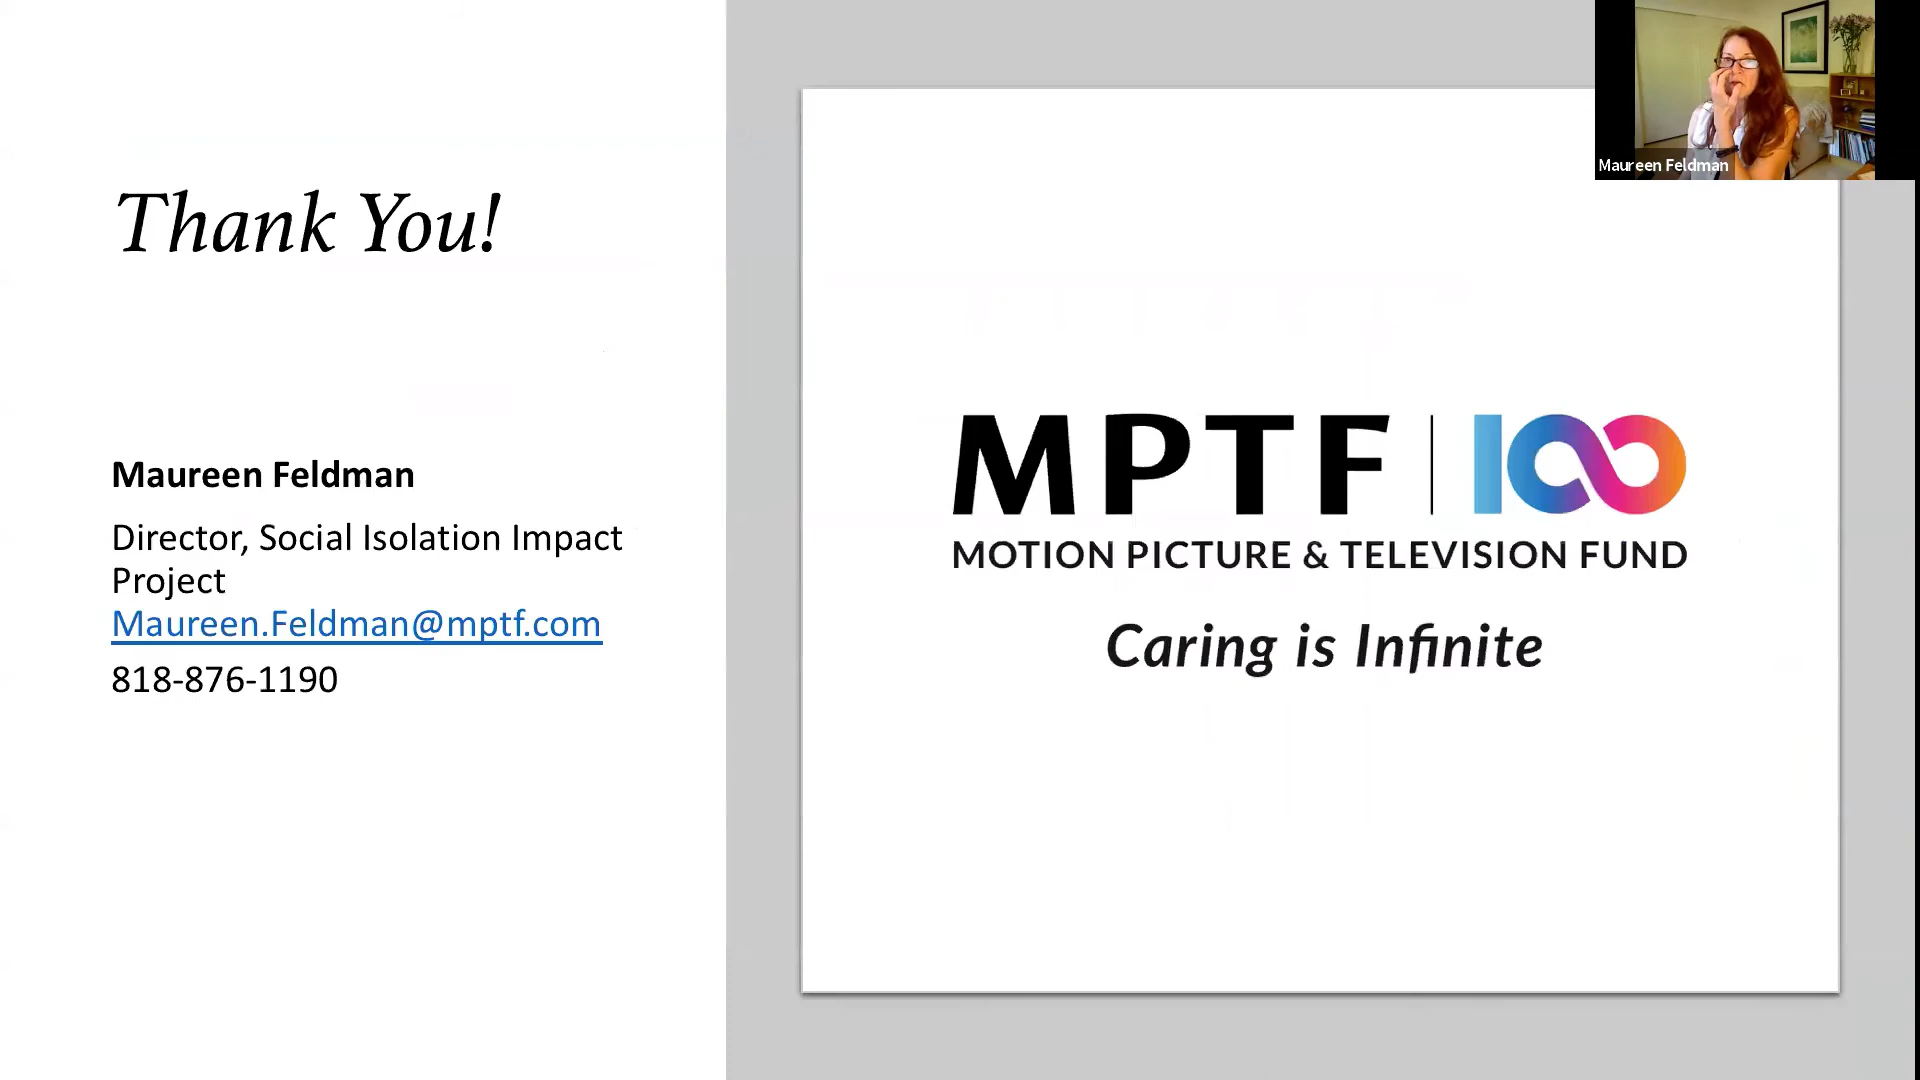 Thank You!
Maureen Feldman
Director, Social Isolation Impact
Project
Maureen.Feldman@mptf.com
818-876-1190
MPTF | 100
MOTION PICTURE & TELEVISION FUND
Caring is Infinite
Maureen Feldman